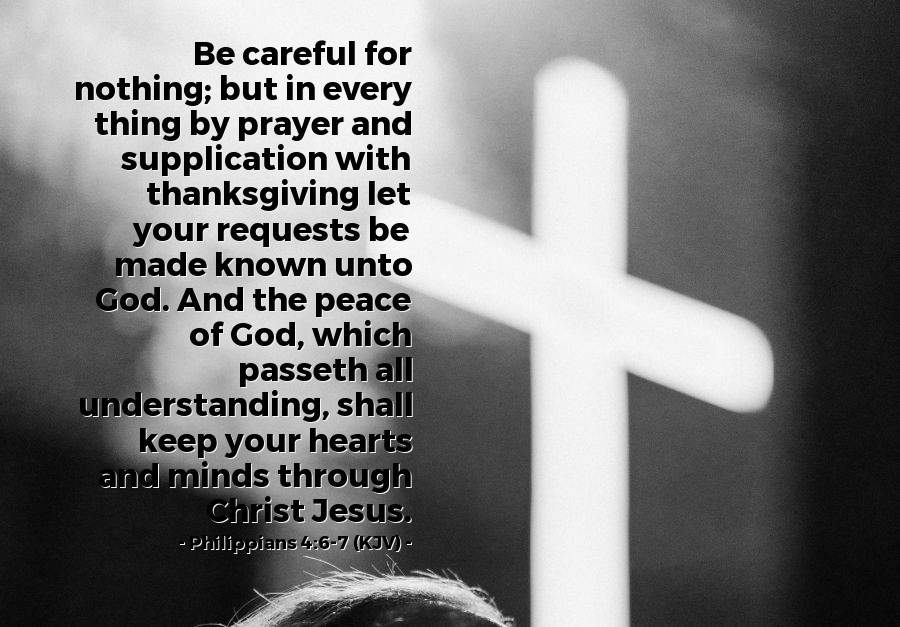 Be careful for
nothing; but in every
thing by prayer and
supplication with
thanksgiving let
your requests be
made known unto
God. And the peace
of God, which
passeth all
understanding, shall
keep your hearts
and minds through
Christ Jesus.
- Philippians 4:6-7 (KJV) -